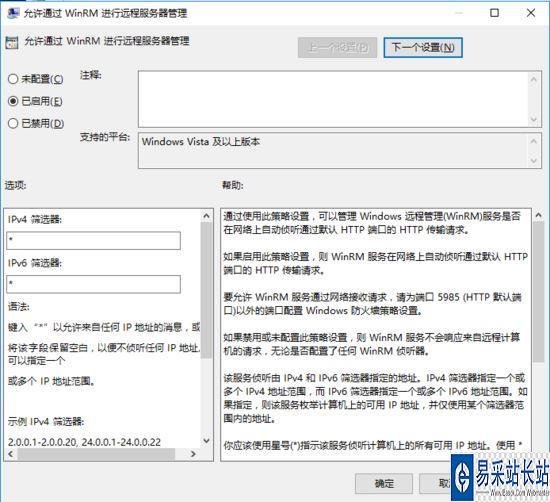 允许通过 WinRM 进行远程服务器管理
允许通过 WinRM 进行远程服务器管理
上一个设置(P)
下一个设置(N)
未配置(C)
注释:
已启用(E)
已禁用(D)
支持的平台:
Windows Vista 及以上版本
选项:
帮助:
IPv4 筛选器:
*
IPv6 筛选器:
*
语法:
键入“*”以允许来自任何 IP 地址的消息，或
将该字段保留空白，以便不侦听任何 IP 地址。
可以指定一个
或多个 IP 地址范围。
示例 IPv4 筛选器:
2.0.0.1-2.0.0.20, 24.0.0.1-24.0.0.22
通过使用此策略设置，可以管理 Windows 远程管理(WinRM)服务是否
在网络上自动侦听通过默认 HTTP 端口的 HTTP 传输请求。
如果启用此策略设置，则 WinRM 服务在网络上自动侦听通过默认 HTTP
端口的 HTTP 传输请求。
要允许 WinRM 服务通过网络接收请求，请为端口 5985 (HTTP 默认端
口)以外的端口配置 Windows 防火墙策略设置。
如果禁用或未配置此策略设置，则 WinRM 服务不会响应来自远程计算
机的请求，无论是否配置了任何 WinRM 侦听器。
该服务侦听由 IPv4 和 IPv6 筛选器指定的地址。IPv4 筛选器指定一个或
多个 IPv4 地址范围，而 IPv6 筛选器指定一个或多个 IPv6 地址范围。如
果指定，则该服务枚举计算机上的可用 IP 地址，并仅使用某个筛选器范
围内的地址。
你应该使用星号(*)指示该服务侦听计算机上的所有可用 IP 地址。使用 *
确定
取
易采站长站